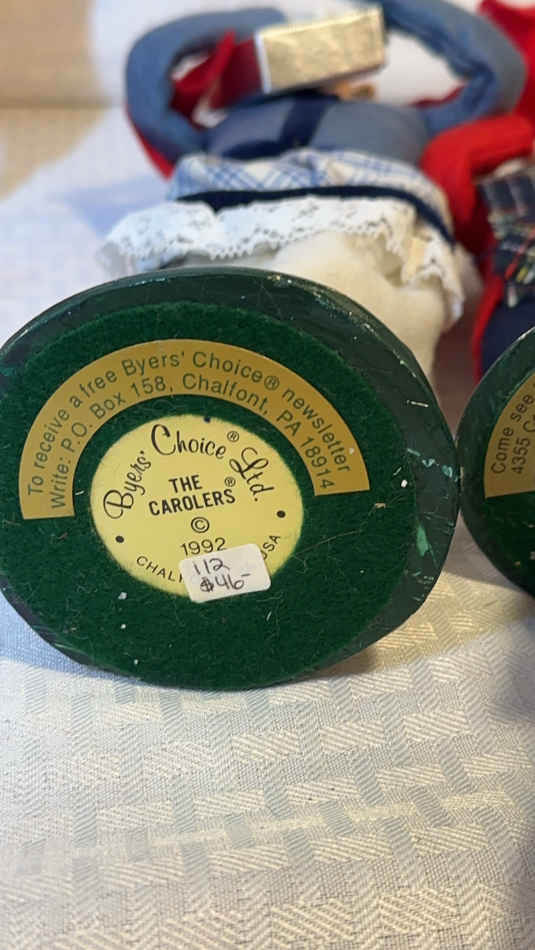 To receive a free Byers' Choice® newsletter
Write: P.O. Box 158, Chalfont, PA 18914
Byers' Choice® Ltd.
THE
CAROLERS®
©
1992
112
$46-
Come see
4355